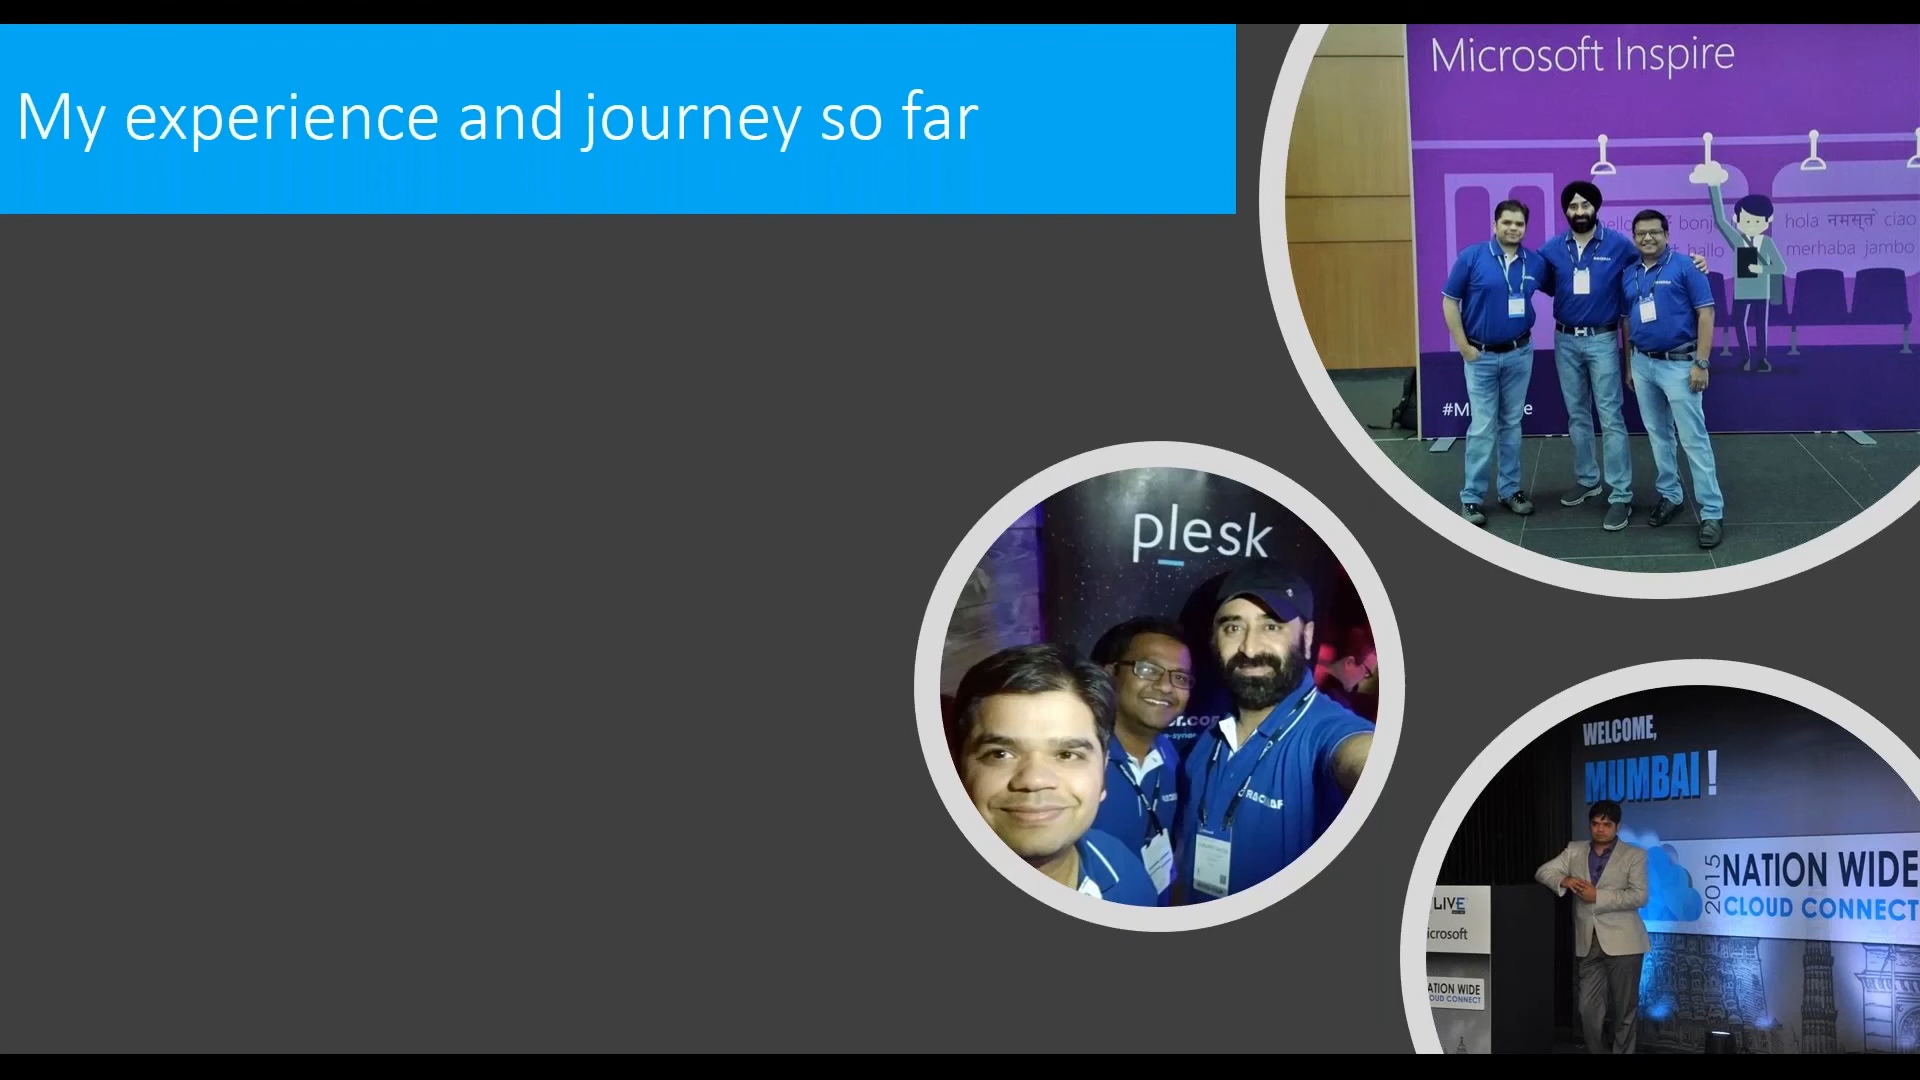 My experience and journey so far
Microsoft Inspire
hola नमस्ते ciao
merhaba jambo
hallo
plesk
WELCOME,
MUMBAI!
2015
NATION WIDE
CLOUD CONNECT
LIVE